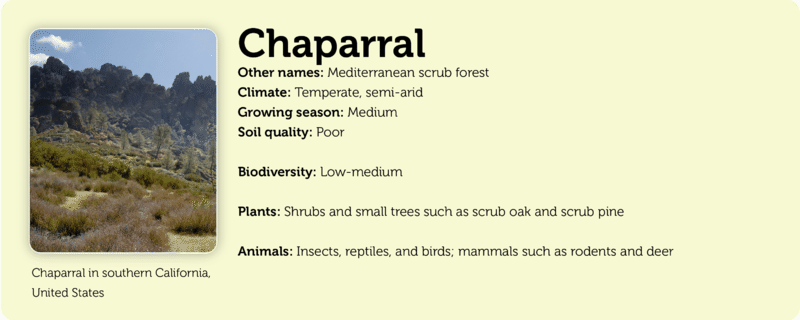 Chaparral
Other names: Mediterranean scrub forest
Climate: Temperate, semi-arid
Growing season: Medium
Soil quality: Poor
Biodiversity: Low-medium
Plants: Shrubs and small trees such as scrub oak and scrub pine
Animals: Insects, reptiles, and birds; mammals such as rodents and deer
Chaparral in southern California,
United States